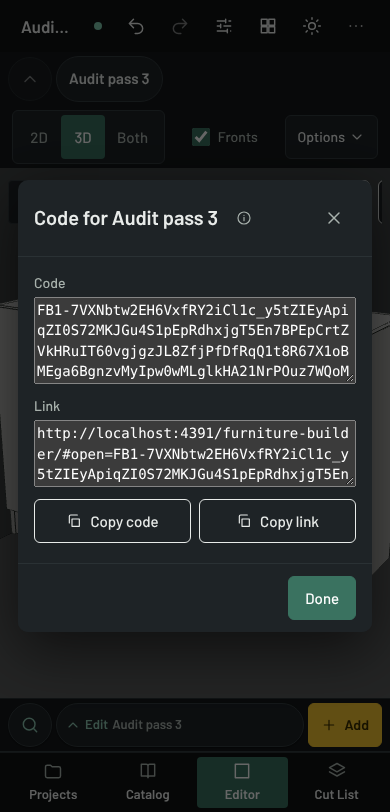 Audi...
Audit pass 3
2D 3D Both Fronts Options
Code for Audit pass 3
Code
FB1-7VXNbtw2EH6VxfRY2iCl1c_y5tZIEyApi
qZI0S72MKJGu4S1pEpRdhxjgT5En7BPEpCrtZ
VkHRuIT60vgjgzJL8ZfjPfDfRqQ1t8R67X1oB
MEga6BgnzvMyIpw0wMLglkHA21NrPOuz7WQoM
Link
http://localhost:4391/furniture-build
er/#open=FB1-7VXNbtw2EH6VxfRY2iCl1c_y
5tZIEyApiqZI0S72MKJGu4S1pEpRdhxjgT5En
Copy code Copy link
Done
Edit Audit pass 3 Add
Projects Catalog Editor Cut List